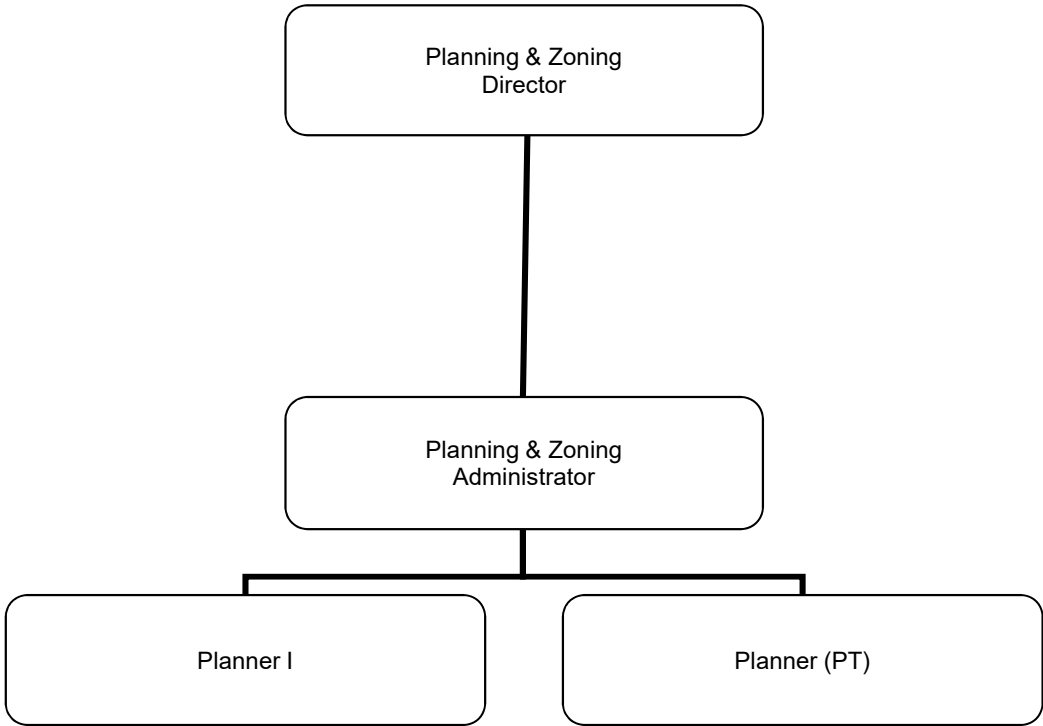 Planning & Zoning
Director
Planning & Zoning
Administrator
Planner I
Planner (PT)